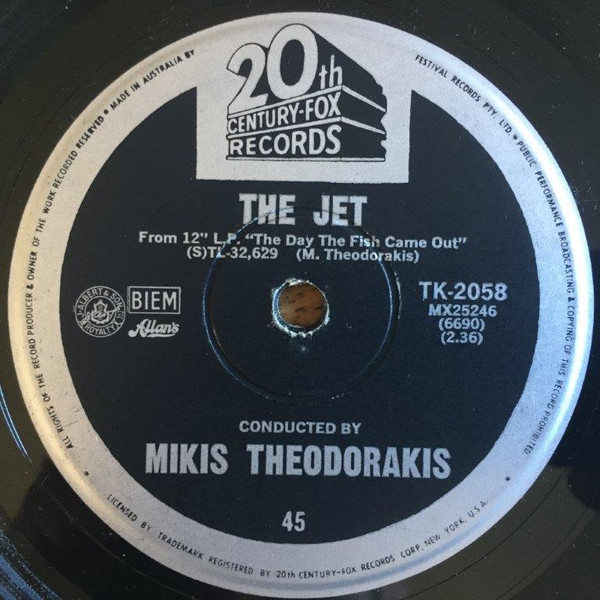 20th
CENTURY-FOX
RECORDS
THE JET
From 12" L.P. "The Day The Fish Came Out"
(S)TL-32,629 (M. Theodorakis)
J. ALBERT & SON
ROYALTY
BIEM
Allan's
TK-2058
MX25246
(6690)
(2.36)
CONDUCTED BY
MIKIS THEODORAKIS
45
ALL RIGHTS OF THE RECORD PRODUCER & OWNER OF THE WORK RECORDED RESERVED • MADE IN AUSTRALIA BY
FESTIVAL RECORDS PTY. LTD. • PUBLIC PERFORMANCE BROADCASTING & COPYING OF THIS RECORD PROHIBITED
LICENSED BY TRADEMARK REGISTERED BY 20th CENTURY-FOX RECORDS CORP. NEW YORK, U.S.A.